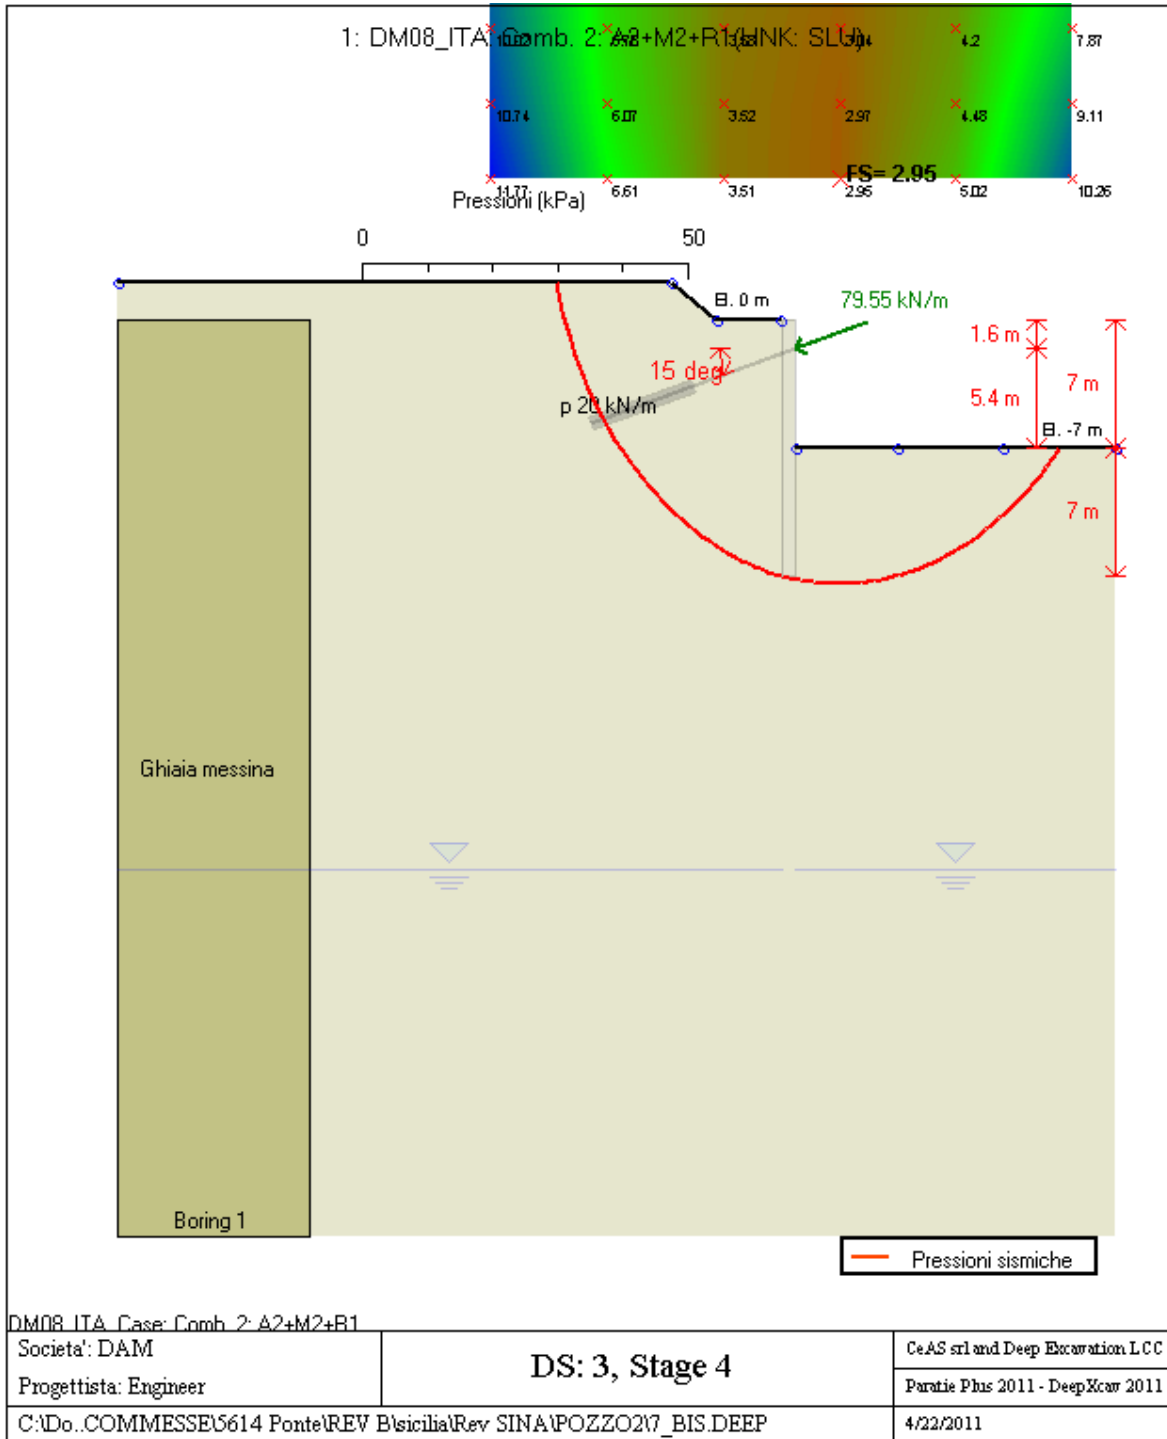 1: DM08_ITA: Comb. 2: A2+M2+R1(HNK: SLU)
3.04 4.2 7.87
10.74 6.07 3.52 2.97 4.48 9.11
FS= 2.95
11.77 6.61 3.51 2.95 5.02 10.26
Pressioni (kPa)
0 50
El. 0 m
79.55 kN/m
1.6 m
15 deg
7 m
5.4 m
p 20 kN/m
El. -7 m
7 m
Ghiaia messina
Boring 1
Pressioni sismiche
DM08_ITA. Case: Comb. 2: A2+M2+R1
Societa': DAM
DS: 3, Stage 4
CeAS srl and Deep Excavation LCC
Progettista: Engineer
Paratie Plus 2011 - DeepXcav 2011
C:\Do..COMMESSE\5614 Ponte\REV B\sicilia\Rev SINA\POZZO2\7_BIS.DEEP
4/22/2011